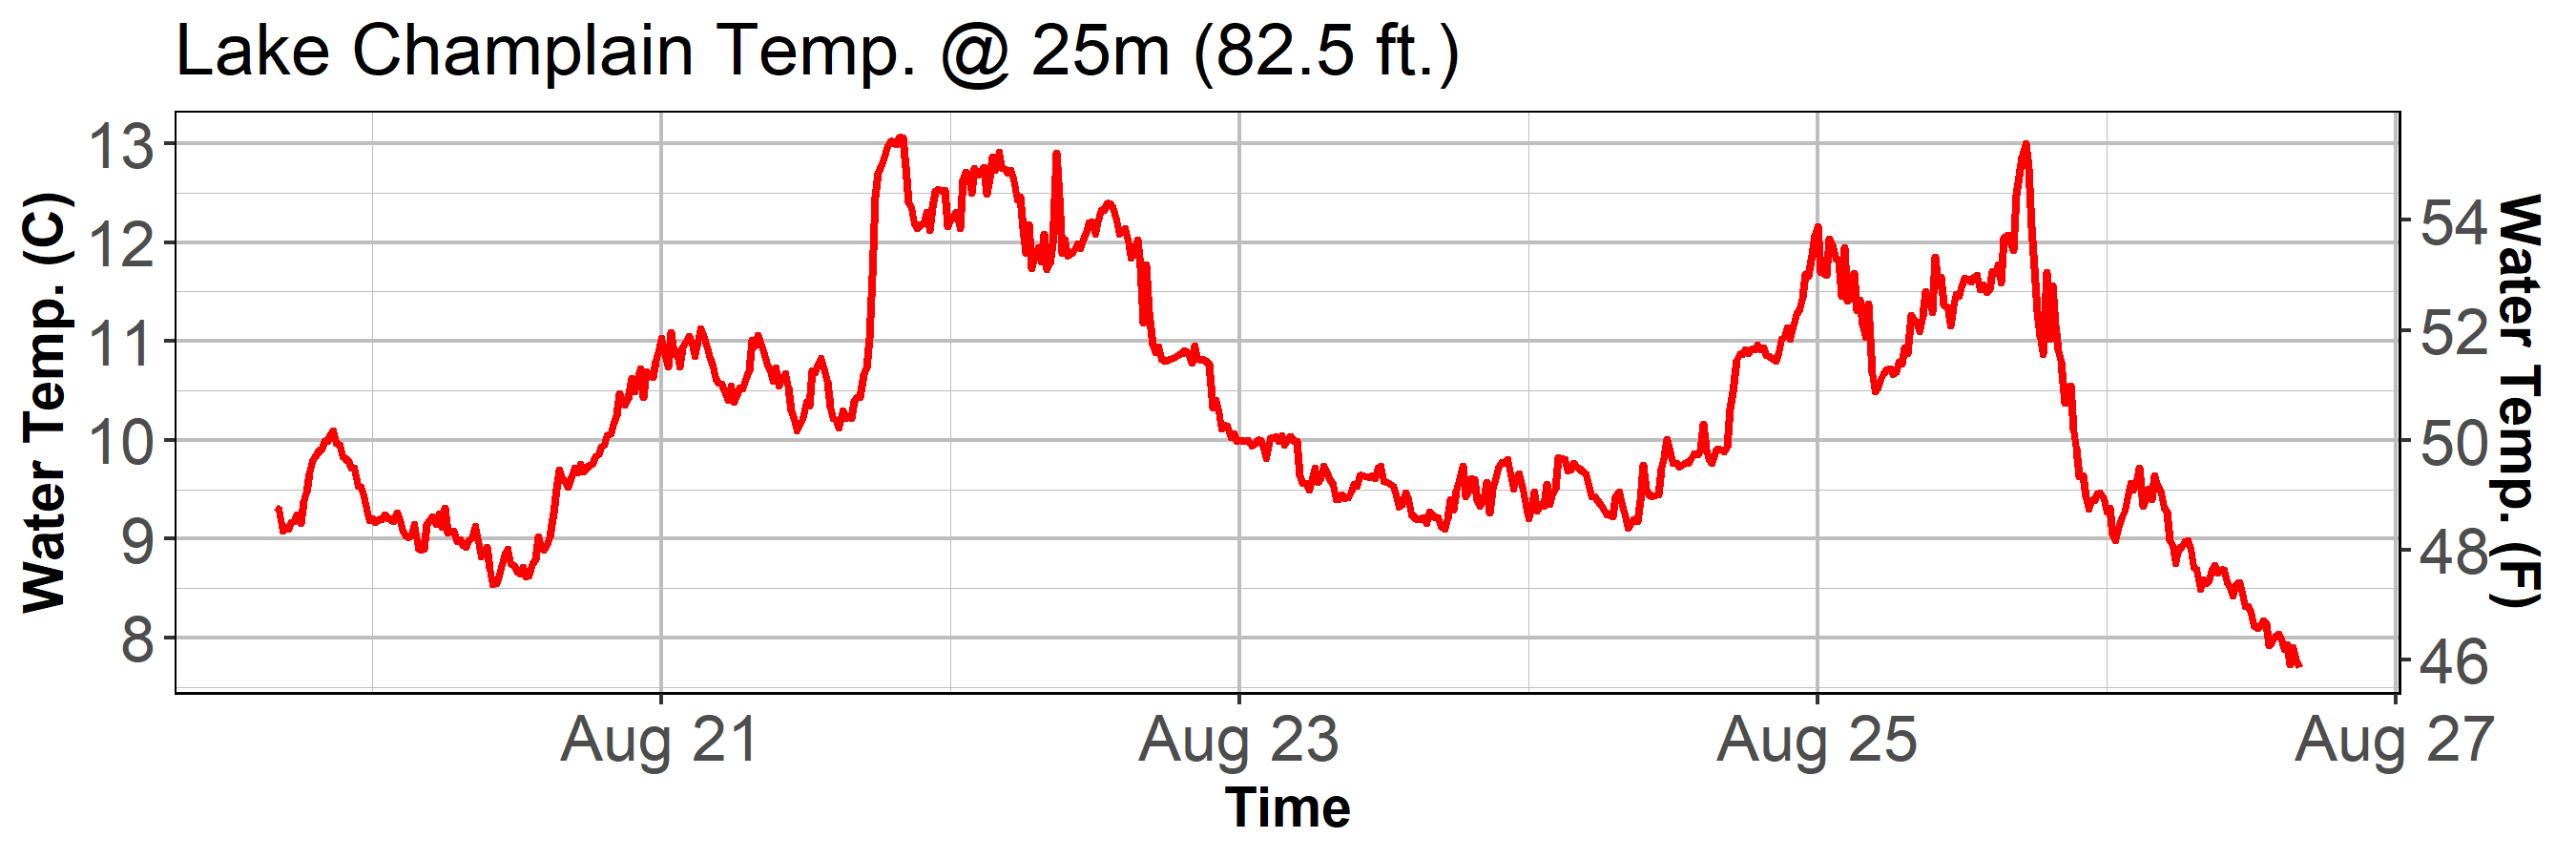 Lake Champlain Temp. @ 25m (82.5 ft.)
Water Temp. (C)
13
12
11
10
9
8
54
52
50
48
46
Water Temp. (F)
Aug 21 Aug 23 Aug 25 Aug 27
Time